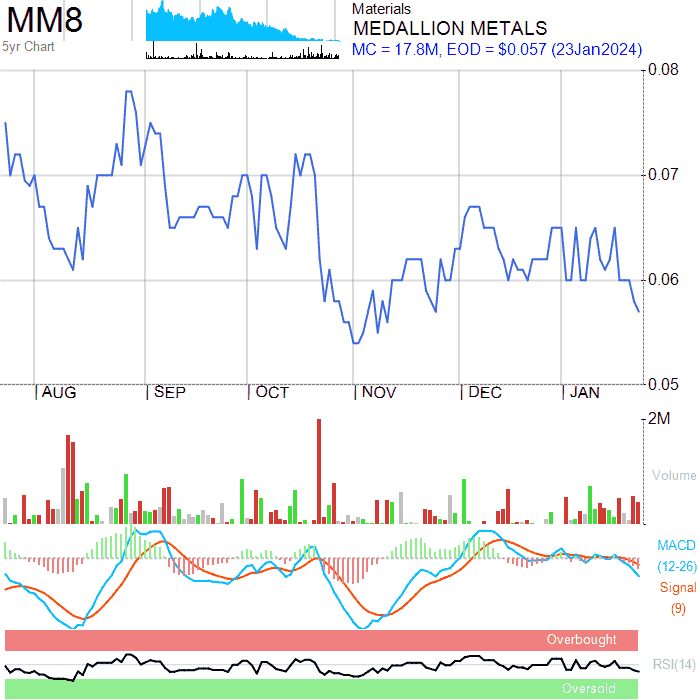 MM8
5yr Chart
Materials
MEDALLION METALS
MC = 17.8M, EOD = $0.057 (23Jan2024)
0.08
0.07
0.06
0.05
AUG SEP OCT NOV DEC JAN
2M
Volume
MACD
(12-26)
Signal
(9)
Overbought
RSI(14)
Oversold